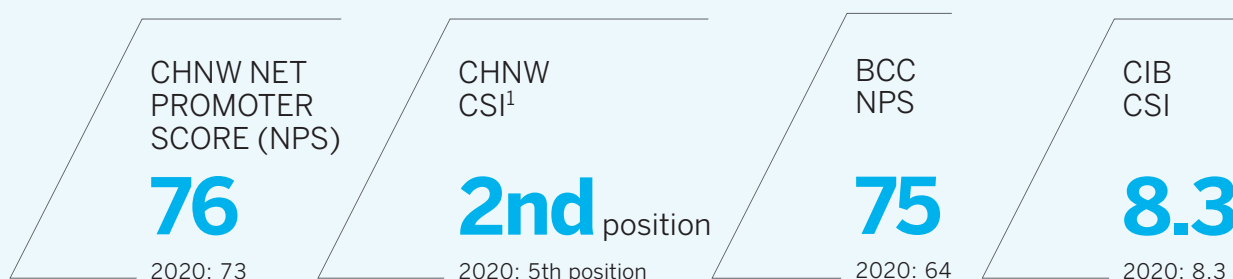 CHNW NET
PROMOTER
SCORE (NPS)
76
2020: 73
CHNW
CSI¹
2nd position
2020: 5th position
BCC
NPS
75
2020: 64
CIB
CSI
8.3
2020: 8.3